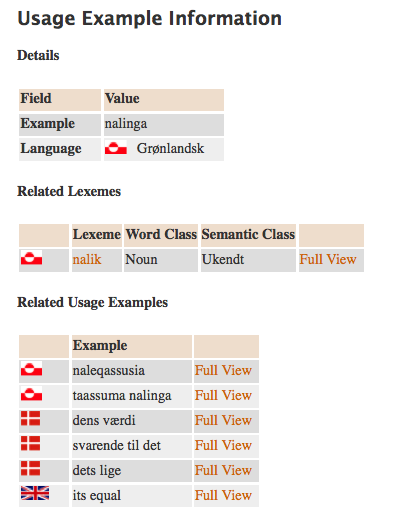 Usage Example Information
Details
Field Value
Example nalinga
Language Grønlandsk
Related Lexemes
Lexeme Word Class Semantic Class
nalik Noun Ukendt Full View
Related Usage Examples
Example
naleqassusia Full View
taassuma nalinga Full View
dens værdi Full View
svarende til det Full View
dets lige Full View
its equal Full View